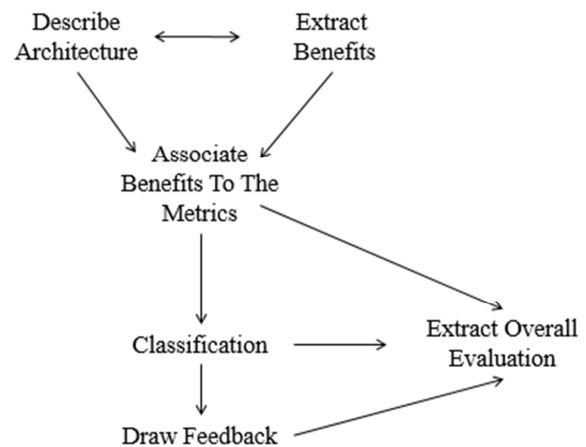 Describe
Architecture
Extract
Benefits
Associate
Benefits To The
Metrics
Classification
Extract Overall
Evaluation
Draw Feedback